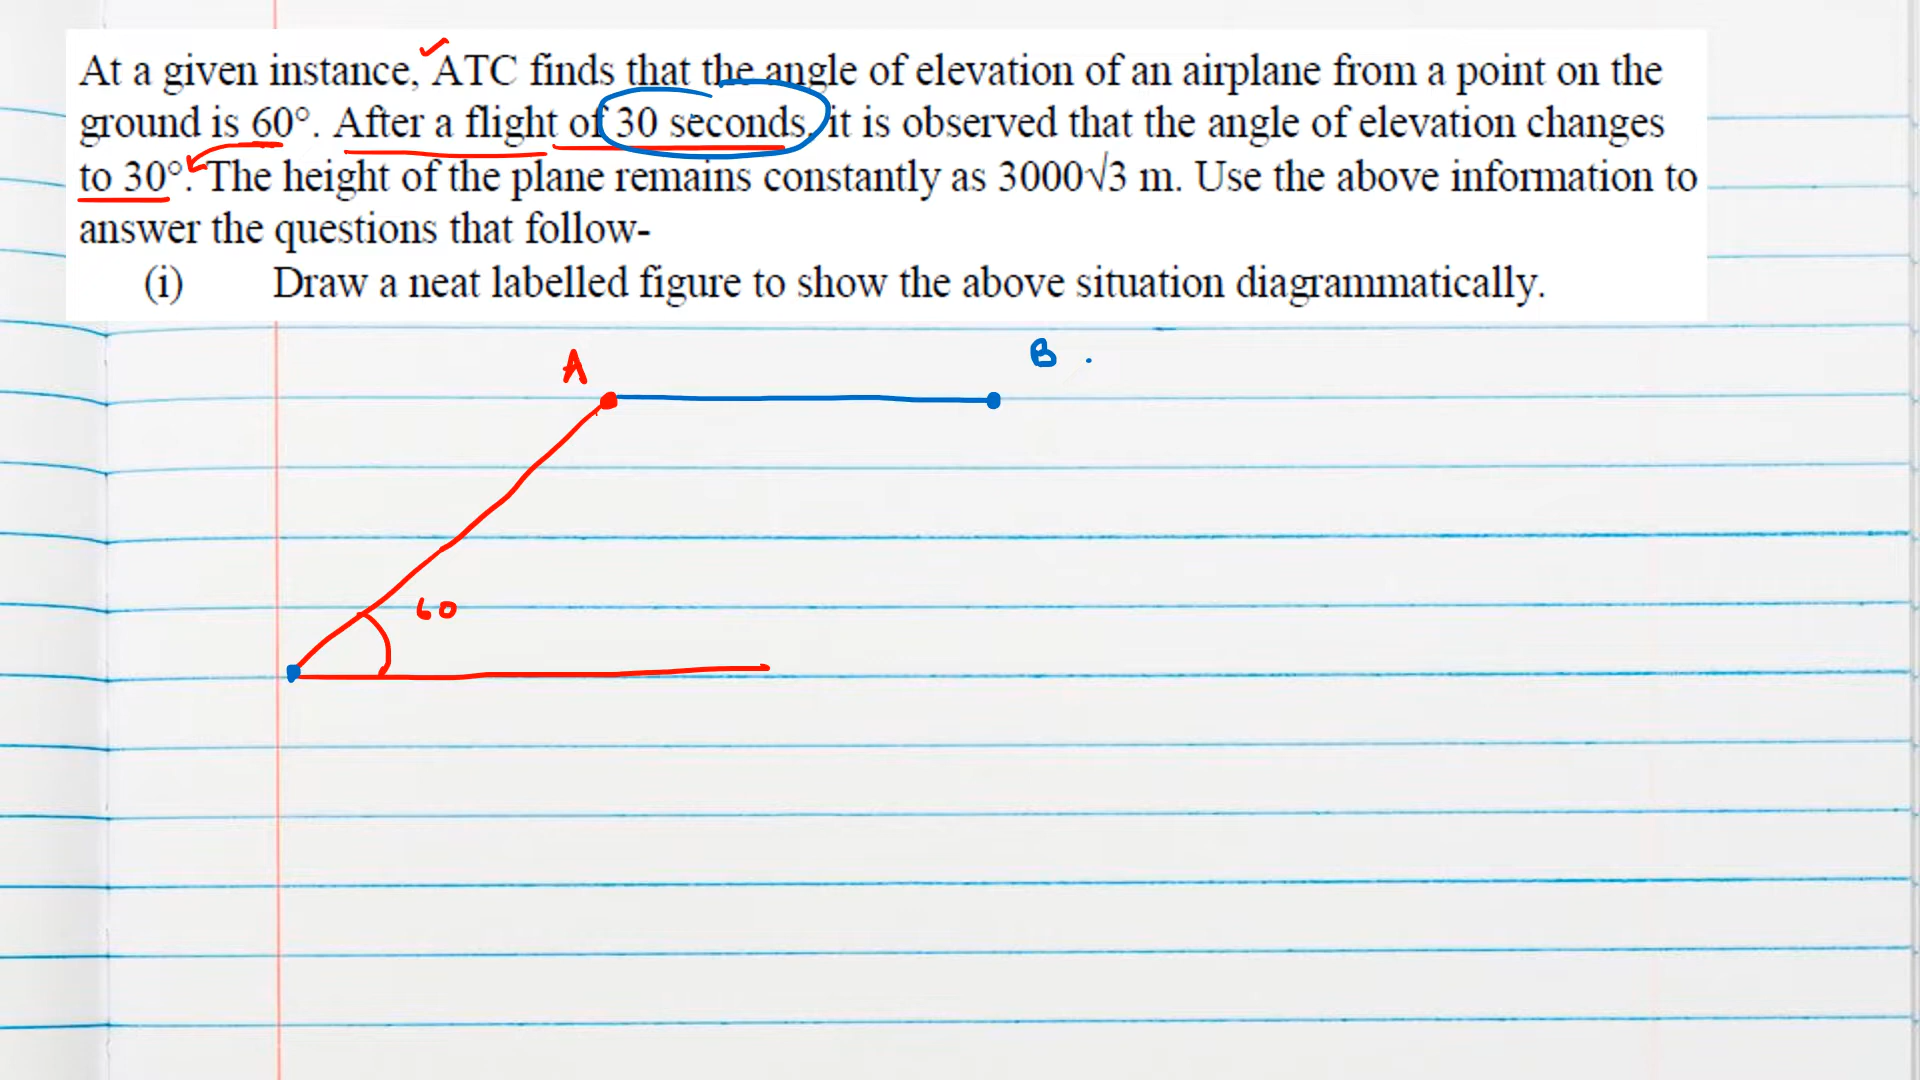 At a given instance, ATC finds that the angle of elevation of an airplane from a point on the
ground is 60°. After a flight of 30 seconds, it is observed that the angle of elevation changes
to 30°. The height of the plane remains constantly as 3000√3 m. Use the above information to
answer the questions that follow-
(i) Draw a neat labelled figure to show the above situation diagrammatically.
A
B
60